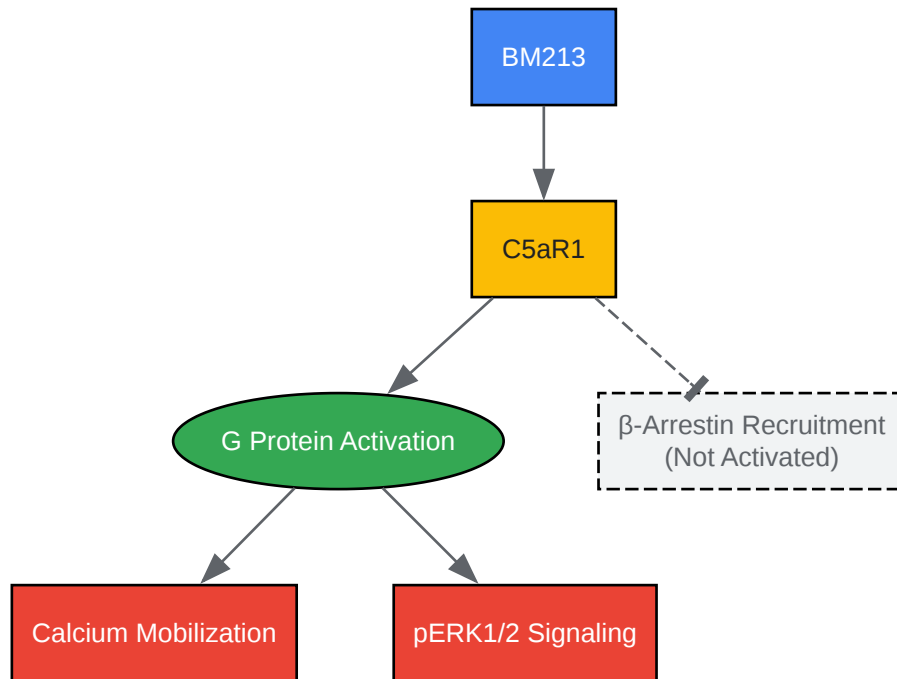 BM213
C5aR1
G Protein Activation
β-Arrestin Recruitment
(Not Activated)
Calcium Mobilization
pERK1/2 Signaling